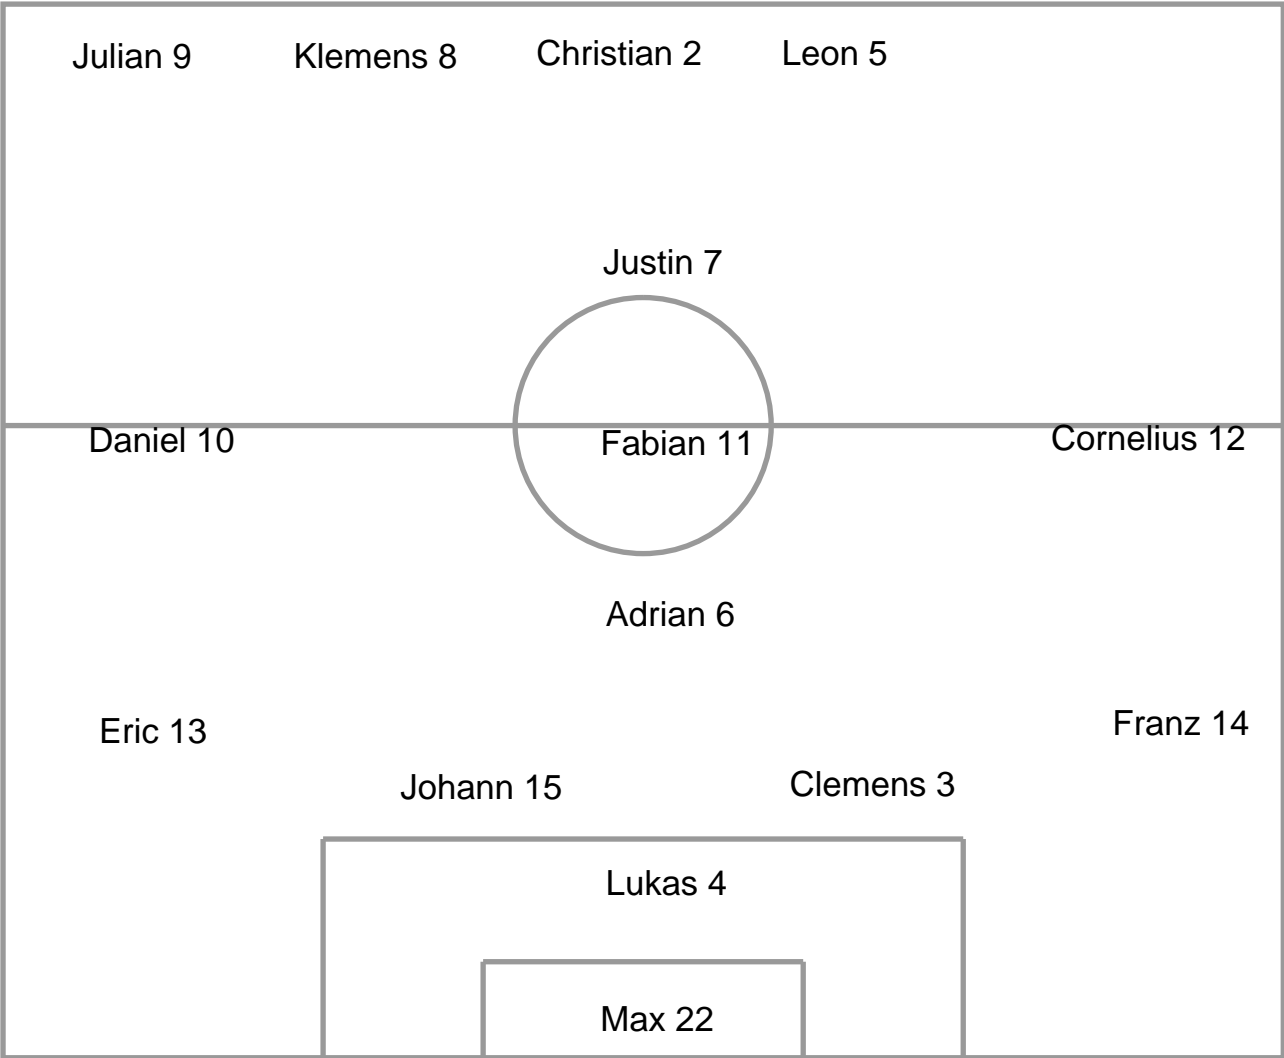 Julian 9 Klemens 8 Christian 2 Leon 5
Justin 7
Daniel 10 Fabian 11 Cornelius 12
Adrian 6
Eric 13 Franz 14
Johann 15 Clemens 3
Lukas 4
Max 22